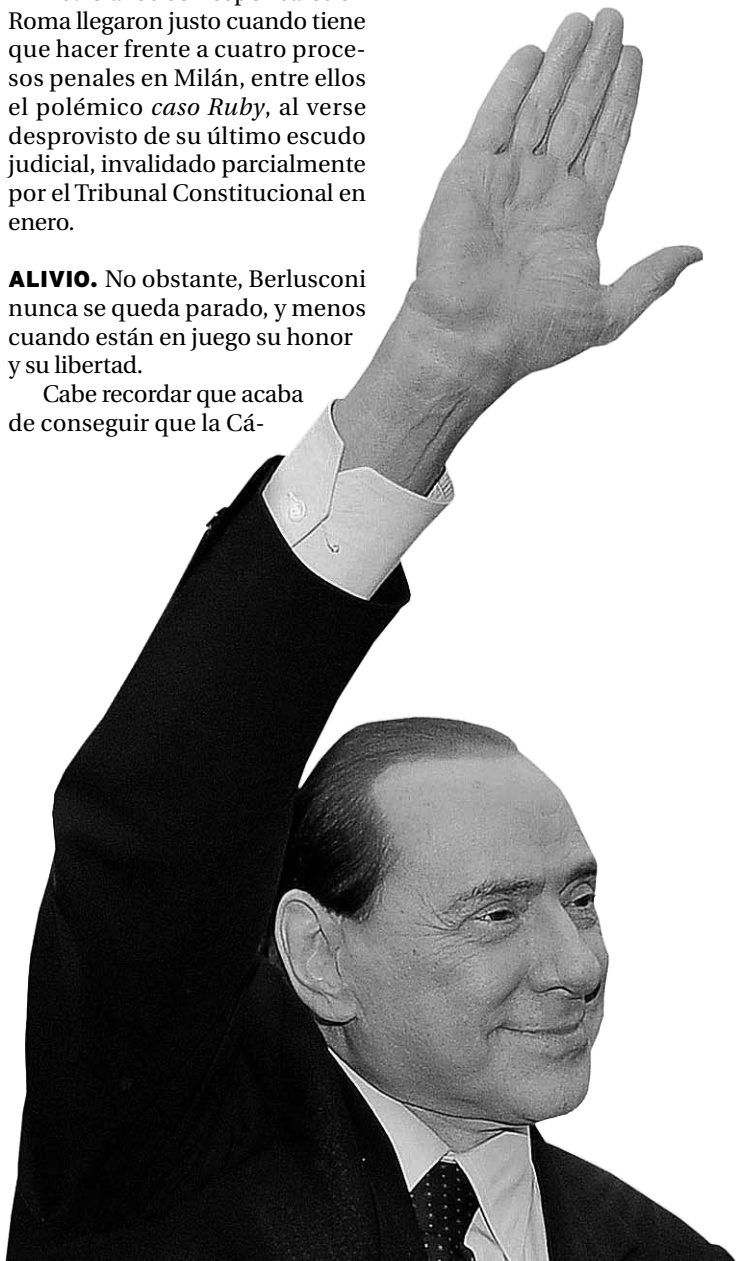 Roma llegaron justo cuando tiene
que hacer frente a cuatro proce-
sos penales en Milán, entre ellos
el polémico caso Ruby, al verse
desprovisto de su último escudo
judicial, invalidado parcialmente
por el Tribunal Constitucional en
enero.
ALIVIO. No obstante, Berlusconi
nunca se queda parado, y menos
cuando están en juego su honor
y su libertad.
Cabe recordar que acaba
de conseguir que la Cá-